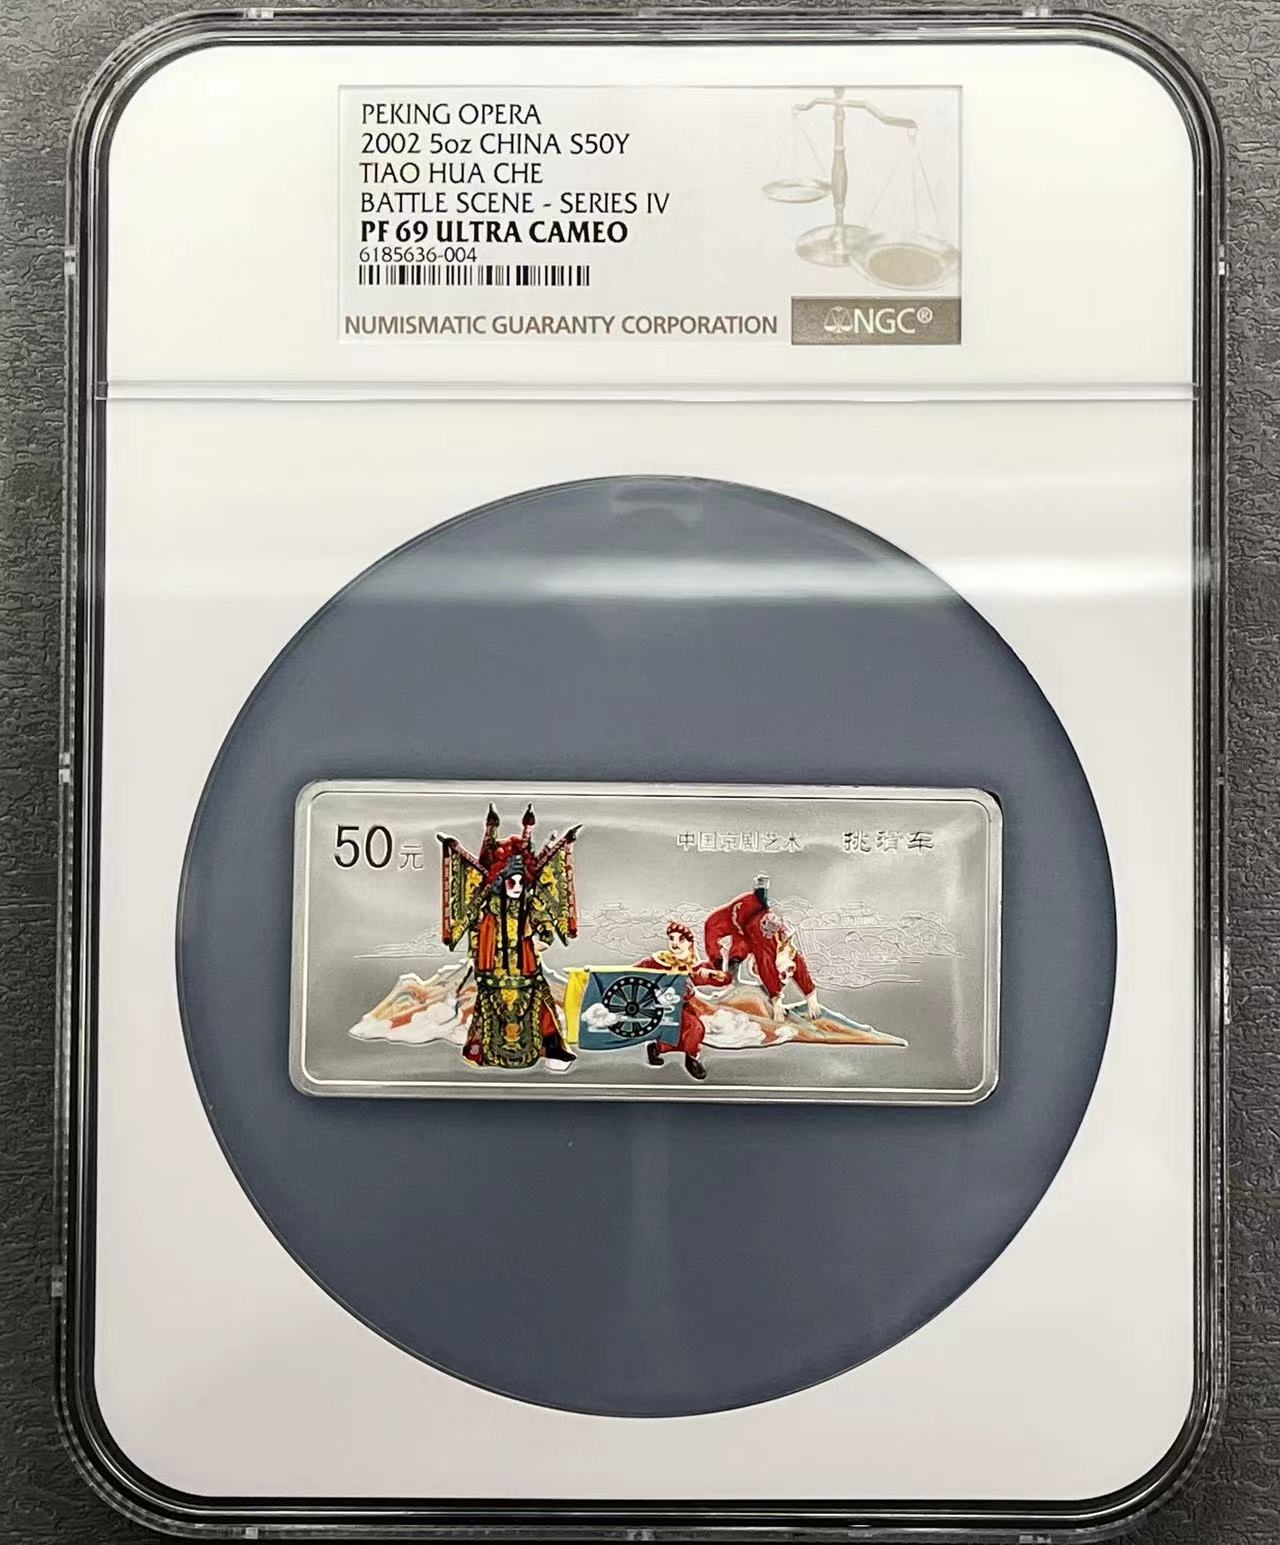 PEKING OPERA
2002 5oz CHINA S50Y
TIAO HUA CHE
BATTLE SCENE - SERIES IV
PF 69 ULTRA CAMEO
6185636-004
NUMISMATIC GUARANTY CORPORATION
NGC®
50元
中国京剧艺术 挑滑车